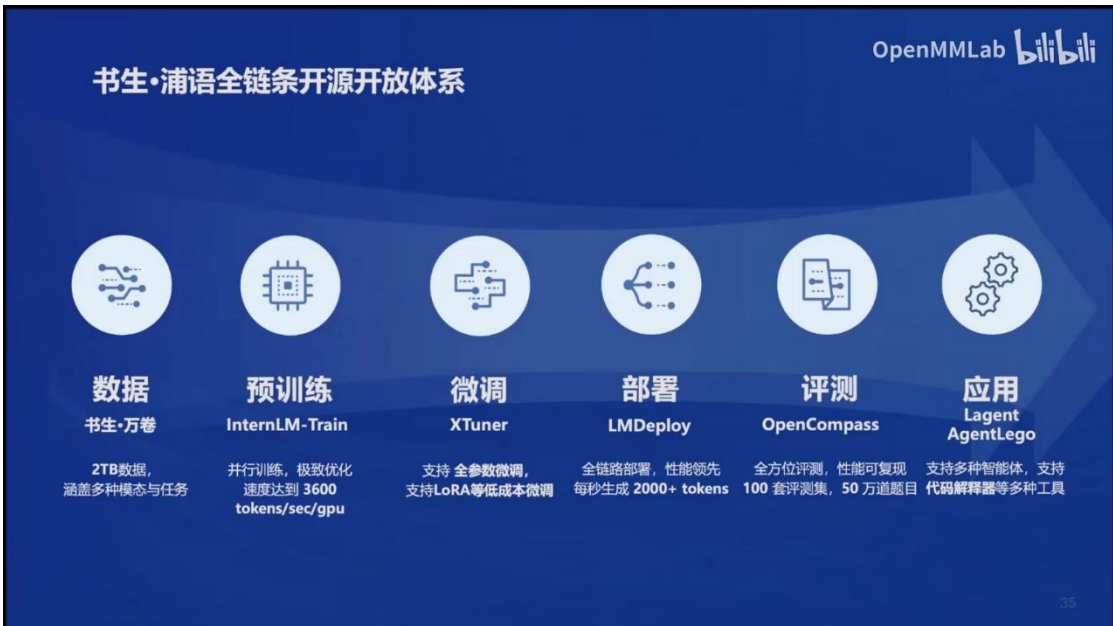 OpenMMLab bilibili
书生·浦语全链条开源开放体系
数据
书生·万卷
2TB数据，
涵盖多种模态与任务
预训练
InternLM-Train
并行训练，极致优化
速度达到 3600
tokens/sec/gpu
微调
XTuner
支持 全参数微调，
支持LoRA等低成本微调
部署
LMDeploy
全链路部署，性能领先
每秒生成 2000+ tokens
评测
OpenCompass
全方位评测，性能可复现
100 套评测集，50 万道题目
应用
Lagent
AgentLego
支持多种智能体，支持
代码解释器等多种工具
35